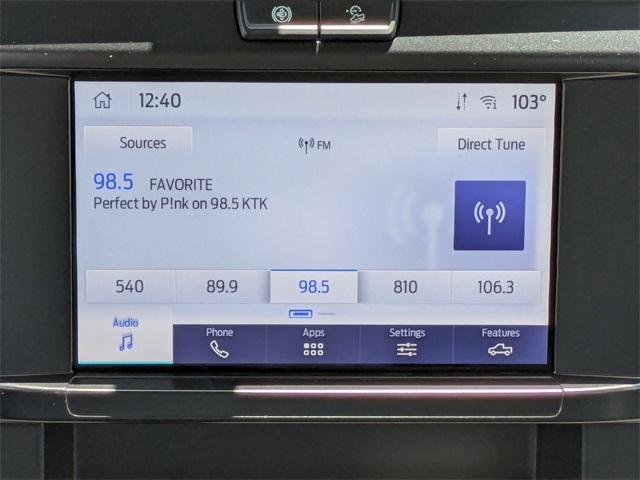 12:40 103°
Sources FM Direct Tune
98.5 FAVORITE
Perfect by P!nk on 98.5 KTK
540 89.9 98.5 810 106.3
Audio Phone Apps Settings Features